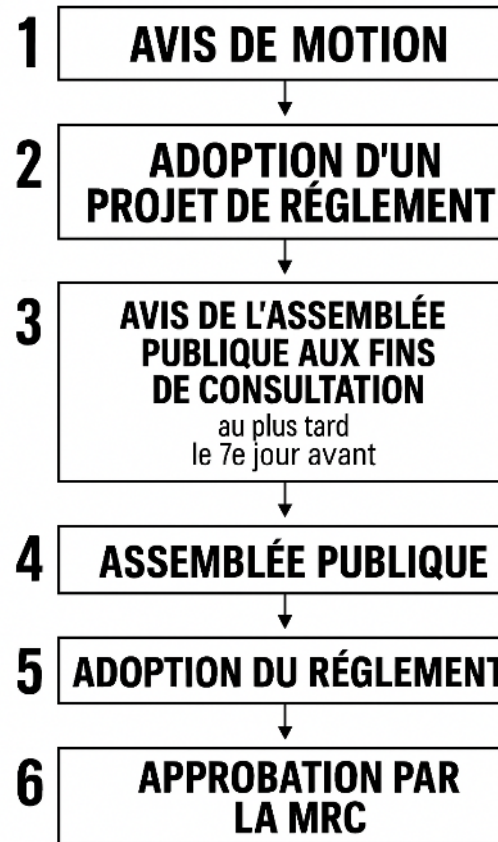 1
AVIS DE MOTION
2
ADOPTION D'UN
PROJET DE RÉGLEMENT
3
AVIS DE L'ASSEMBLÉE
PUBLIQUE AUX FINS
DE CONSULTATION
au plus tard
le 7e jour avant
4
ASSEMBLÉE PUBLIQUE
5
ADOPTION DU RÉGLEMENT
6
APPROBATION PAR
LA MRC